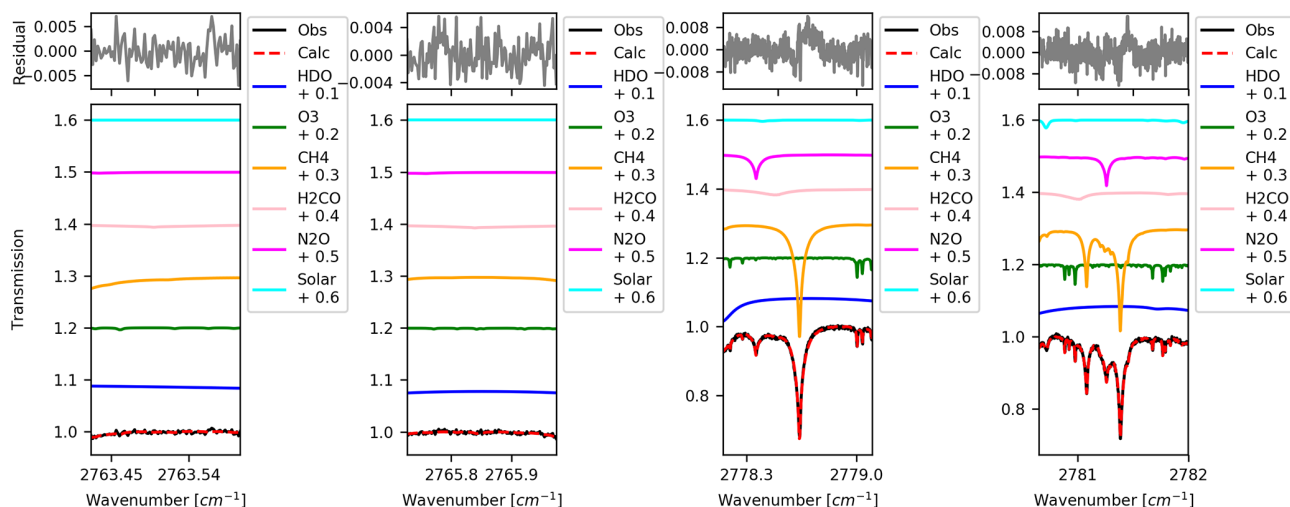 Residual
0.005
0.000
−0.005
Transmission
1.6
1.5
1.4
1.3
1.2
1.1
1.0
2763.45
2763.54
Wavenumber [cm⁻¹]
Obs
Calc
HDO
+ 0.1
O3
+ 0.2
CH4
+ 0.3
H2CO
+ 0.4
N2O
+ 0.5
Solar
+ 0.6
0.004
0.000
−0.004
1.6
1.5
1.4
1.3
1.2
1.1
1.0
2765.8
2765.9
Wavenumber [cm⁻¹]
Obs
Calc
HDO
+ 0.1
O3
+ 0.2
CH4
+ 0.3
H2CO
+ 0.4
N2O
+ 0.5
Solar
+ 0.6
0.008
0.000
−0.008
1.6
1.4
1.2
1.0
0.8
2778.3
2779.0
Wavenumber [cm⁻¹]
Obs
Calc
HDO
+ 0.1
O3
+ 0.2
CH4
+ 0.3
H2CO
+ 0.4
N2O
+ 0.5
Solar
+ 0.6
0.008
0.000
−0.008
1.6
1.4
1.2
1.0
0.8
2781
2782
Wavenumber [cm⁻¹]
Obs
Calc
HDO
+ 0.1
O3
+ 0.2
CH4
+ 0.3
H2CO
+ 0.4
N2O
+ 0.5
Solar
+ 0.6